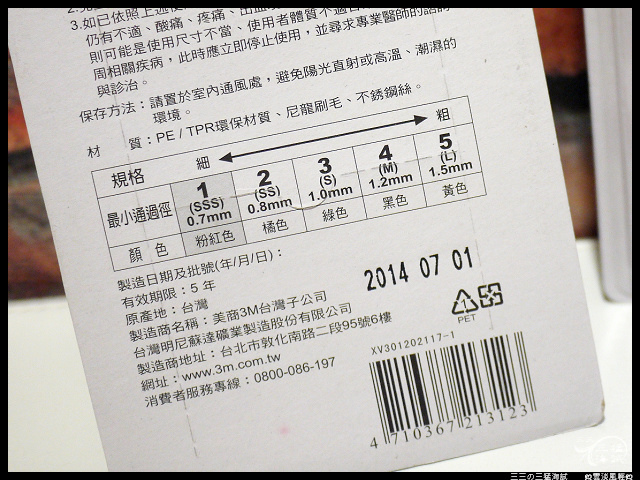 3.如已依照上述使
仍有不適、酸痛、疼痛、出血
則可能是使用尺寸不當、使用者體質不適合
周相關疾病，此時應立即停止使用，並尋求專業醫師的諮詢
與診治。
保存方法：請置於室內通風處，避免陽光直射或高溫、潮濕的
環境。
材 質：PE / TPR環保材質、尼龍刷毛、不銹鋼絲。
規格 細 粗
最小通過徑 1 (SSS) 0.7mm 2 (SS) 0.8mm 3 (S) 1.0mm 4 (M) 1.2mm 5 (L) 1.5mm
顏 色 粉紅色 橘色 綠色 黑色 黃色
製造日期及批號(年/月/日)：
2014 07 01
有效期限：5 年
原產地：台灣
製造商名稱：美商3M台灣子公司
台灣明尼蘇達礦業製造股份有限公司
製造商地址：台北市敦化南路二段95號6樓
網址：www.3m.com.tw
消費者服務專線：0800-086-197
PET
XV301202117-1
4 710367 213123
三三の三猛海賊 雲淡風輕